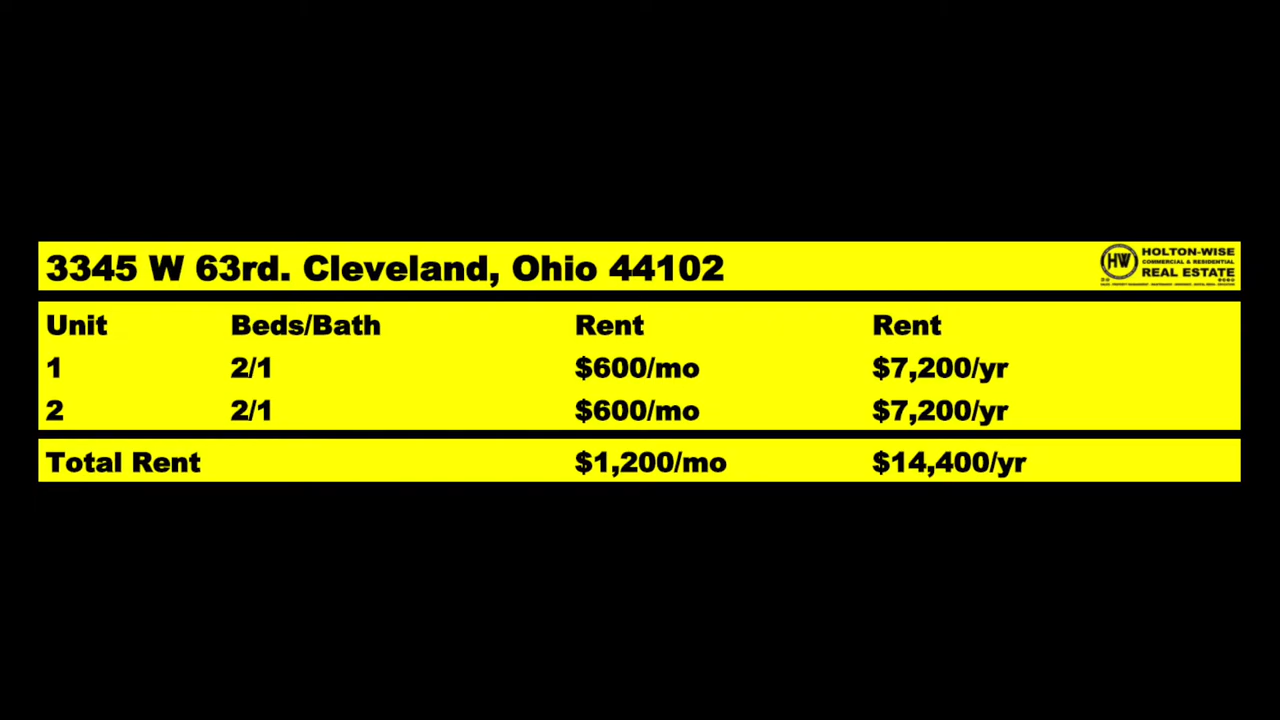 3345 W 63rd. Cleveland, Ohio 44102
HW
HOLTON-WISE
COMMERCIAL & RESIDENTIAL
REAL ESTATE
Unit Beds/Bath Rent Rent
1 2/1 $600/mo $7,200/yr
2 2/1 $600/mo $7,200/yr
Total Rent $1,200/mo $14,400/yr